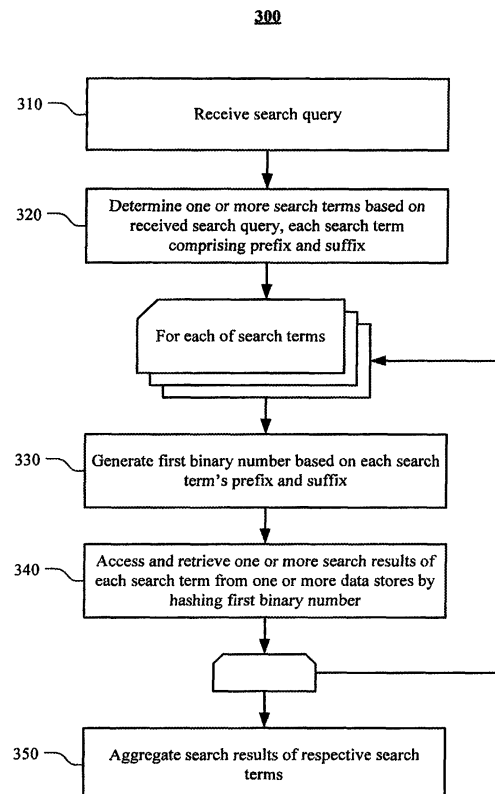 300
310
Receive search query
320
Determine one or more search terms based on
received search query, each search term
comprising prefix and suffix
For each of search terms
330
Generate first binary number based on each search
term's prefix and suffix
340
Access and retrieve one or more search results of
each search term from one or more data stores by
hashing first binary number
350
Aggregate search results of respective search
terms